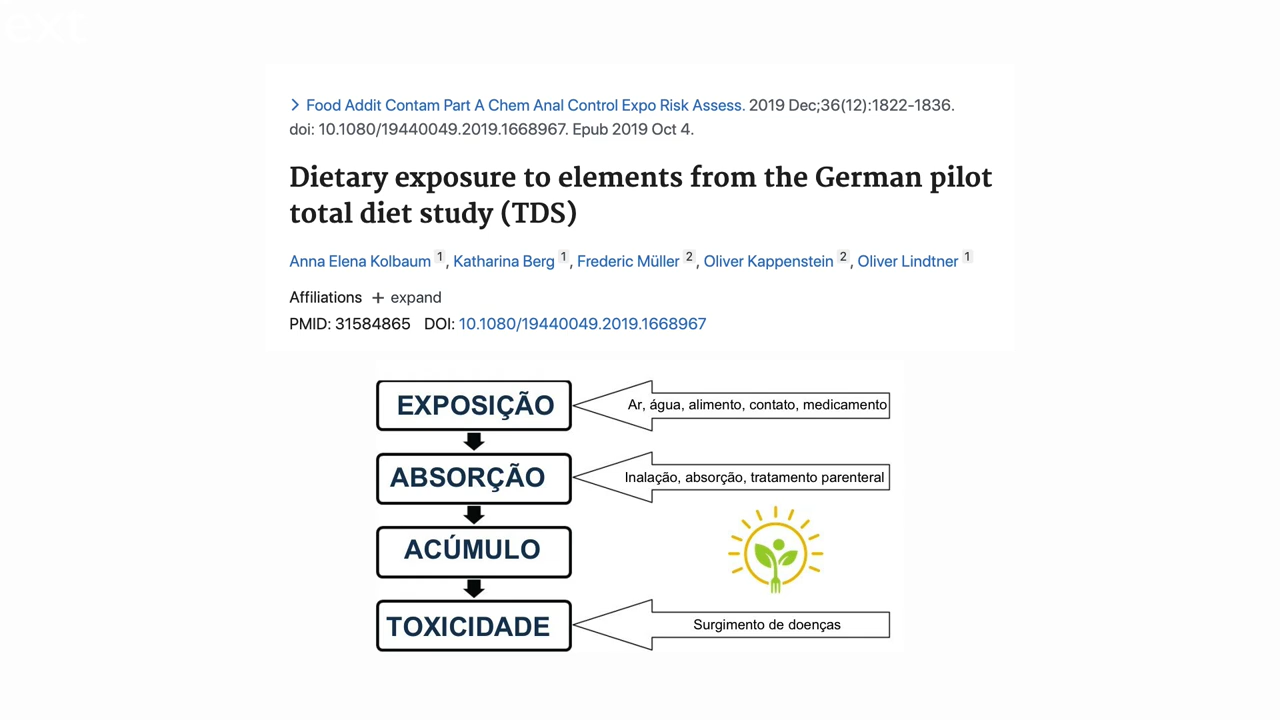 ext
Food Addit Contam Part A Chem Anal Control Expo Risk Assess. 2019 Dec;36(12):1822-1836.
doi: 10.1080/19440049.2019.1668967. Epub 2019 Oct 4.
Dietary exposure to elements from the German pilot
total diet study (TDS)
Anna Elena Kolbaum 1, Katharina Berg 1, Frederic Müller 2, Oliver Kappenstein 2, Oliver Lindtner 1
Affiliations + expand
PMID: 31584865 DOI: 10.1080/19440049.2019.1668967
EXPOSIÇÃO
Ar, água, alimento, contato, medicamento
ABSORÇÃO
Inalação, absorção, tratamento parenteral
ACÚMULO
TOXICIDADE
Surgimento de doenças